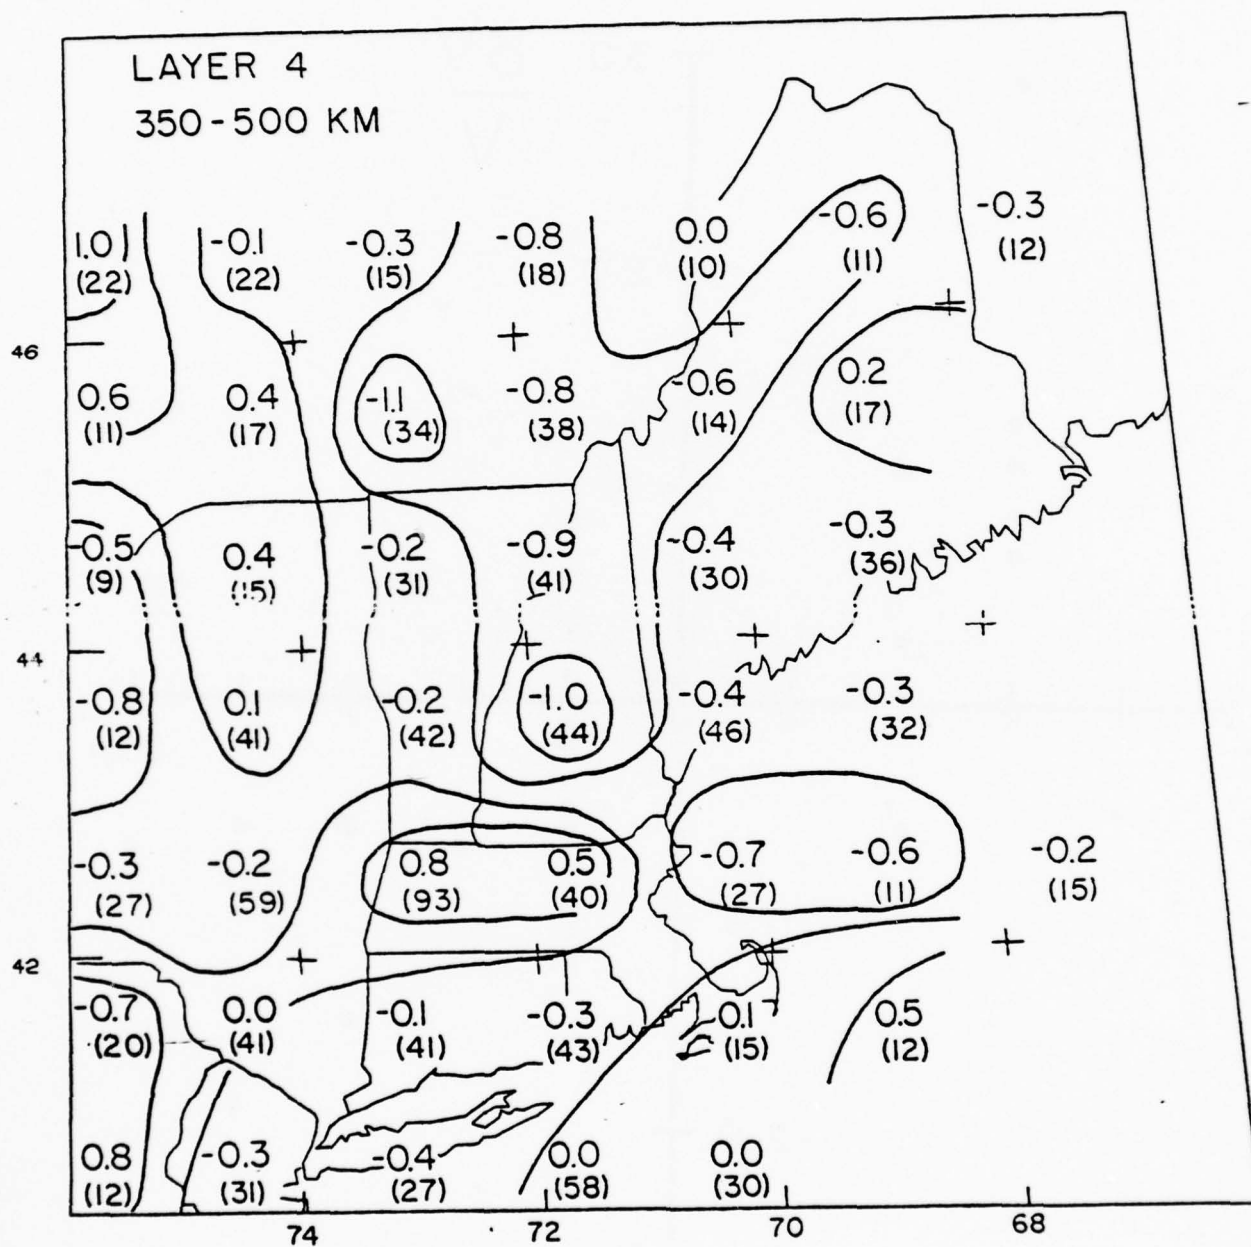 LAYER 4
350-500 KM
1.0 -0.1 -0.3 -0.8 0.0 -0.6 -0.3
(22) (22) (15) (18) (10) (11) (12)
46
0.6 0.4 -1.1 -0.8 -0.6 0.2
(11) (17) (34) (38) (14) (17)
-0.5 0.4 -0.2 -0.9 -0.4 -0.3
(9) (15) (31) (41) (30) (36)
44
-0.8 0.1 -0.2 -1.0 -0.4 -0.3
(12) (41) (42) (44) (46) (32)
-0.3 -0.2 0.8 0.5 -0.7 -0.6 -0.2
(27) (59) (93) (40) (27) (11) (15)
42
-0.7 0.0 -0.1 -0.3 0.1 0.5
(20) (41) (41) (43) (15) (12)
0.8 -0.3 -0.4 0.0 0.0
(12) (31) (27) (58) (30)
74 72 70 68